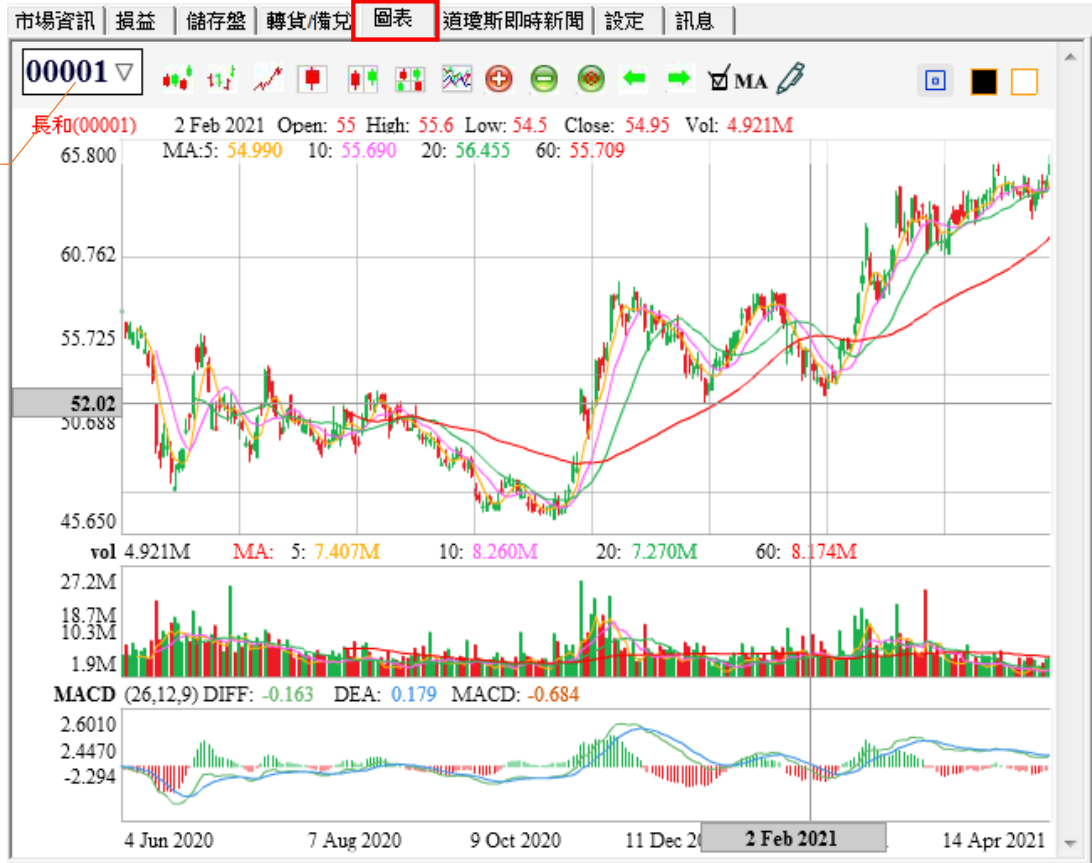 市場資訊 損益 儲存盤 轉貨/備兌 圖表 道瓊斯即時新聞 設定 訊息
00001 MA
長和(00001) 2 Feb 2021 Open: 55 High: 55.6 Low: 54.5 Close: 54.95 Vol: 4.921M
MA:5: 54.990 10: 55.690 20: 56.455 60: 55.709
65.800
60.762
55.725
52.02
50.688
45.650
vol 4.921M MA: 5: 7.407M 10: 8.260M 20: 7.270M 60: 8.174M
27.2M
18.7M
10.3M
1.9M
MACD (26,12,9) DIFF: -0.163 DEA: 0.179 MACD: -0.684
2.6010
2.4470
-2.294
4 Jun 2020 7 Aug 2020 9 Oct 2020 11 Dec 2 2 Feb 2021 14 Apr 2021